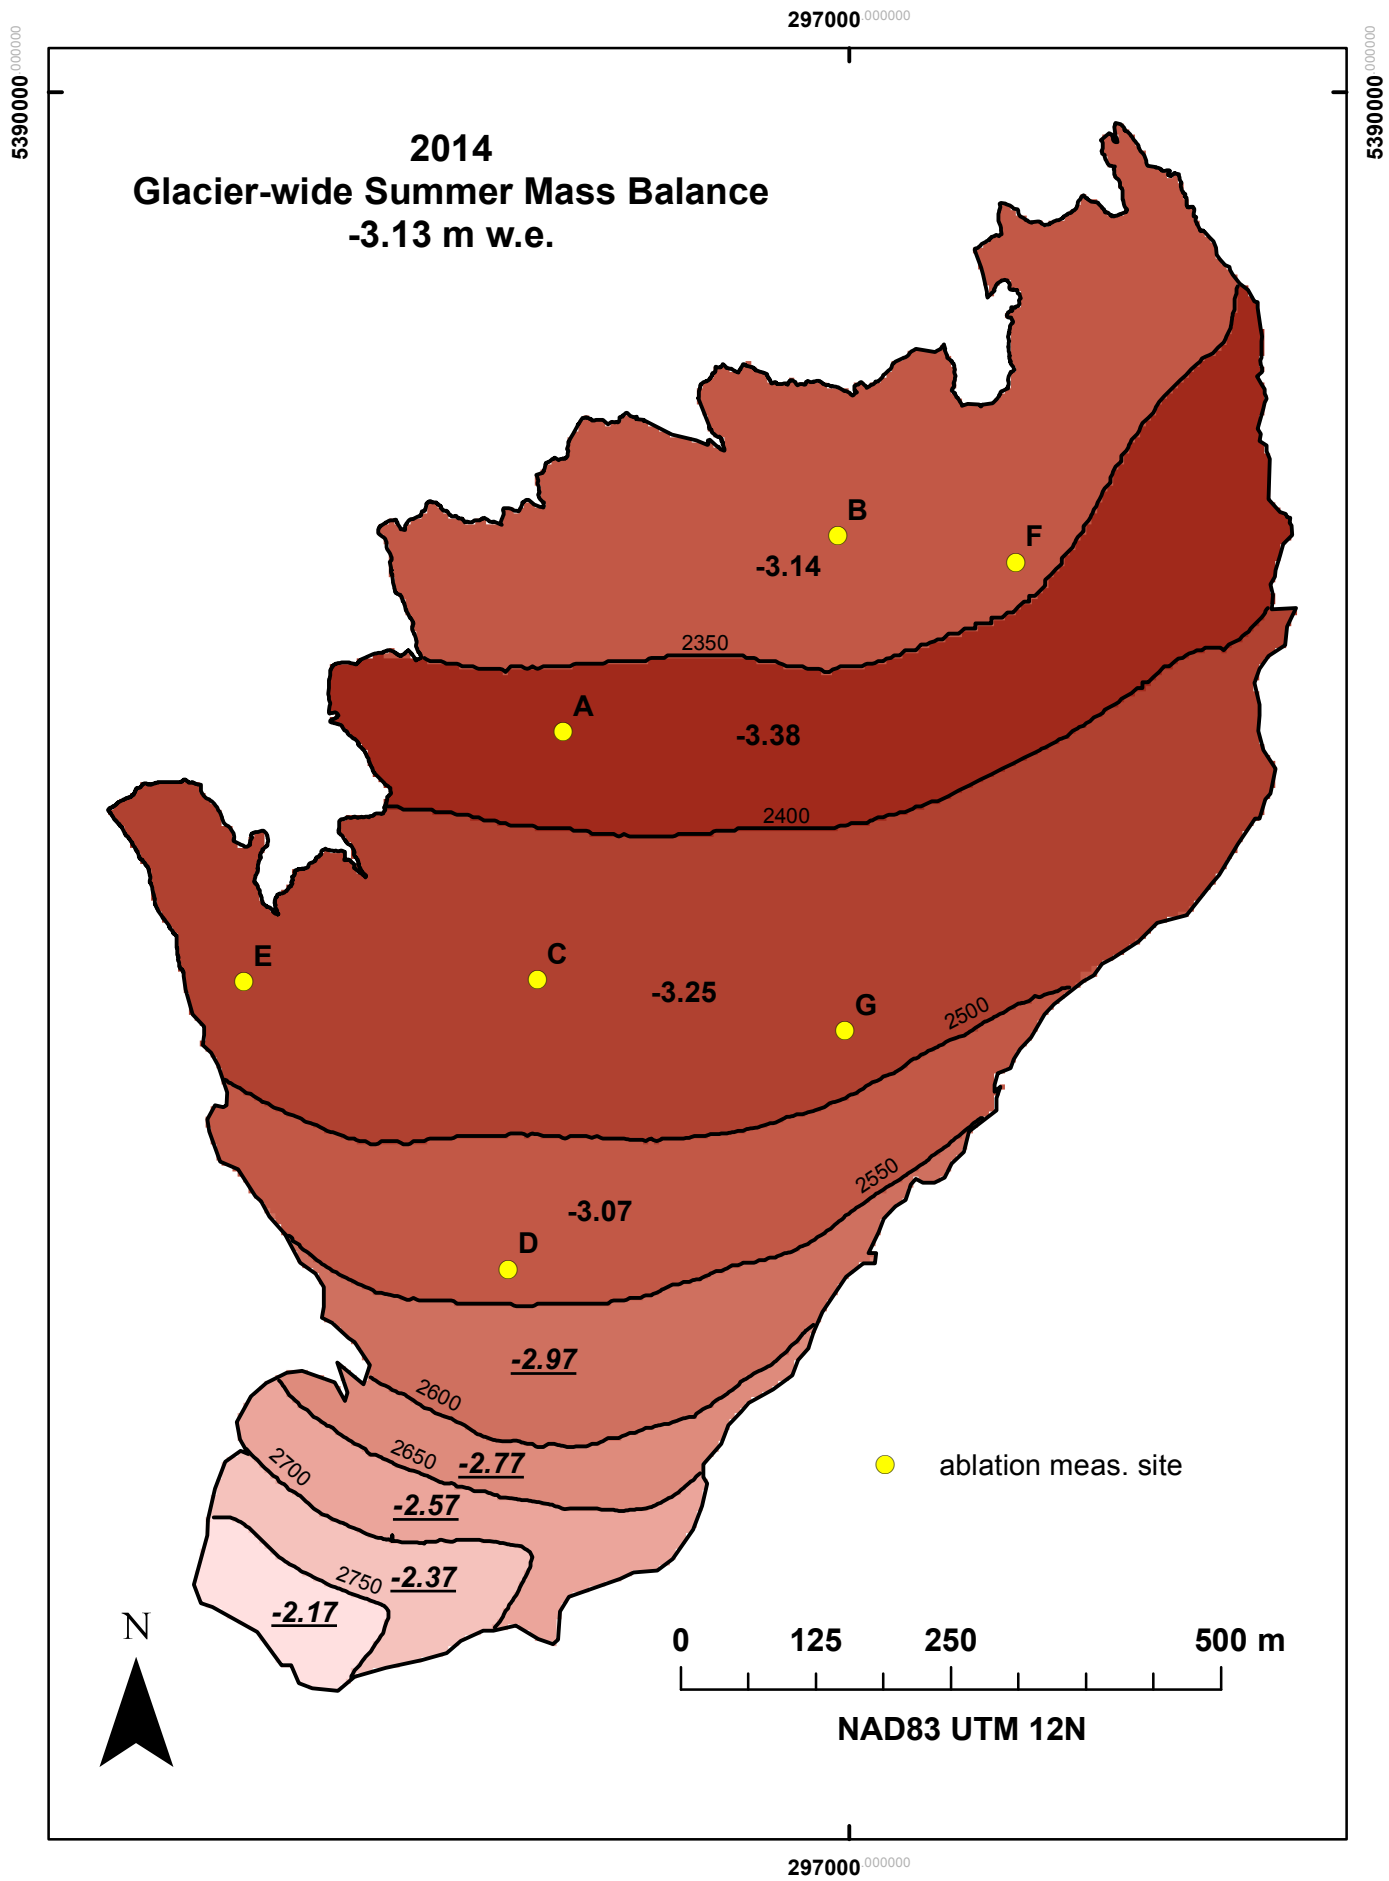 297000.000000
5390000.000000
5390000.000000
2014
Glacier-wide Summer Mass Balance
-3.13 m w.e.
B
F
-3.14
2350
A
-3.38
2400
E
C
-3.25
G
2500
2550
-3.07
D
-2.97
2600
2650
-2.77
2700
-2.57
ablation meas. site
2750
-2.37
-2.17
N
0 125 250 500 m
NAD83 UTM 12N
297000.000000